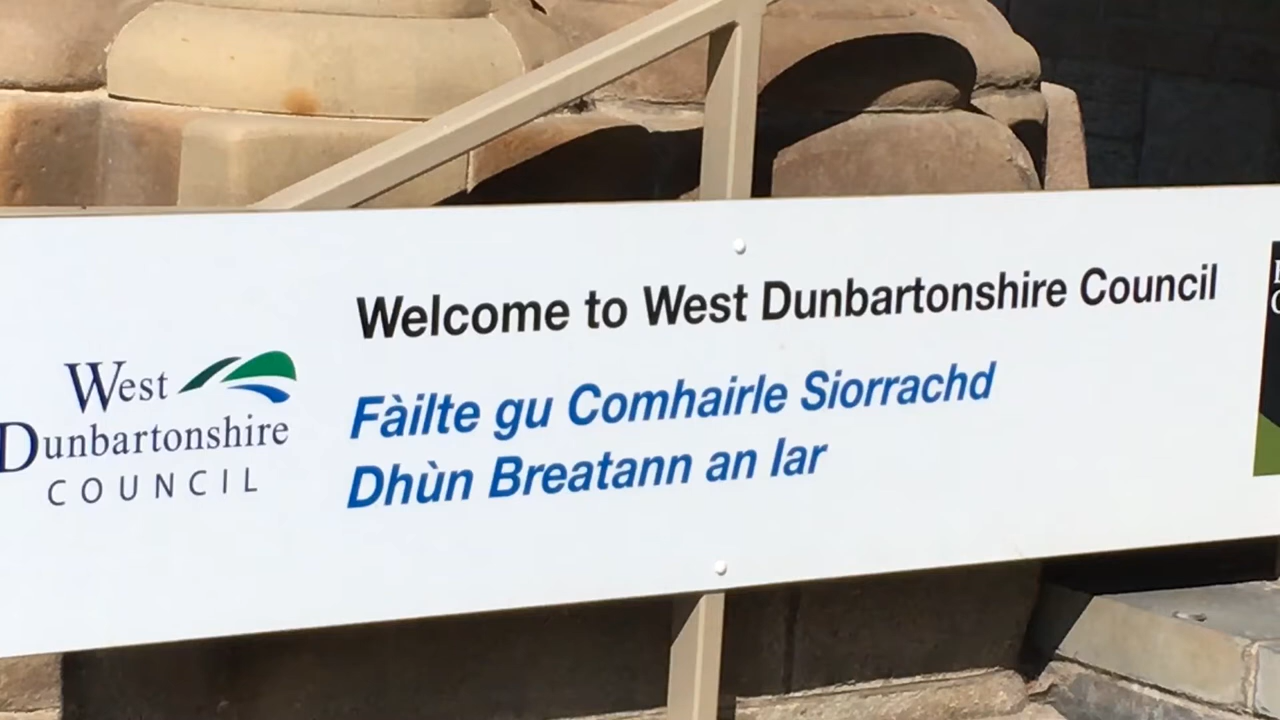 West
Dunbartonshire
COUNCIL
Welcome to West Dunbartonshire Council
Fàilte gu Comhairle Siorrachd
Dhùn Breatann an Iar